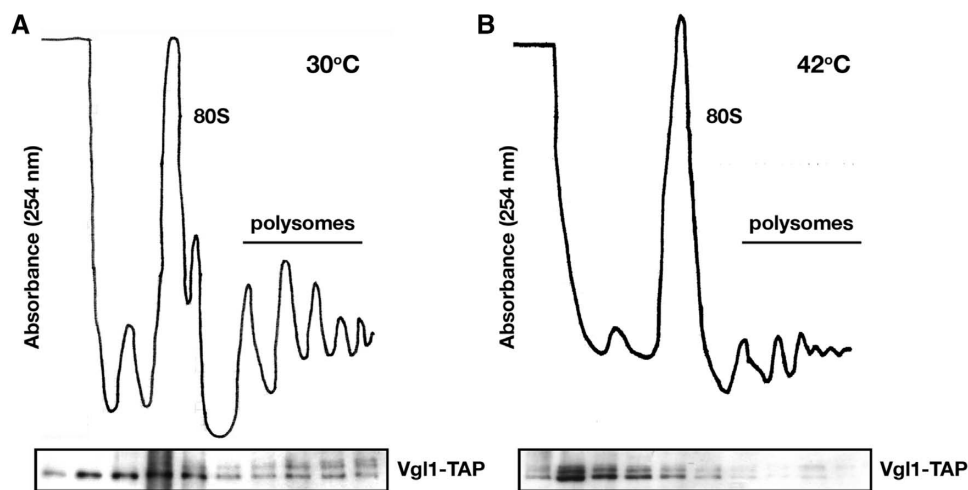 A
30°C
80S
polysomes
Absorbance (254 nm)
Vgl1-TAP
B
42°C
80S
polysomes
Absorbance (254 nm)
Vgl1-TAP